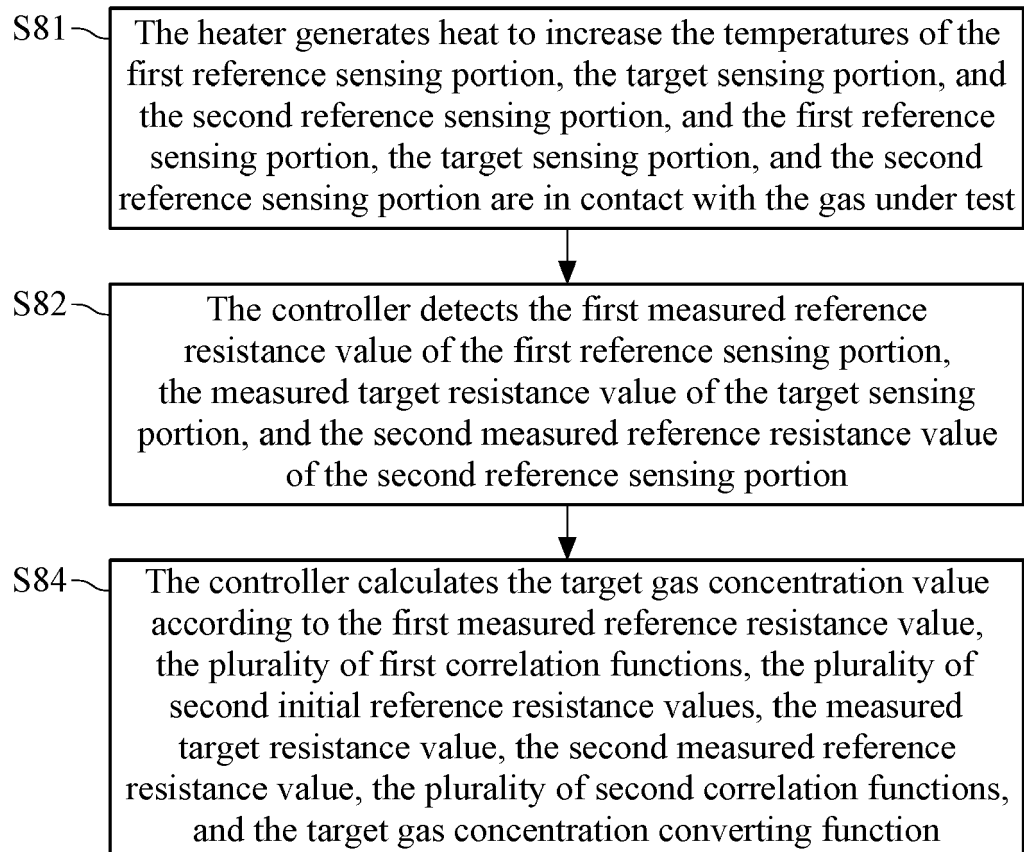 S81
The heater generates heat to increase the temperatures of the
first reference sensing portion, the target sensing portion, and
the second reference sensing portion, and the first reference
sensing portion, the target sensing portion, and the second
reference sensing portion are in contact with the gas under test
S82
The controller detects the first measured reference
resistance value of the first reference sensing portion,
the measured target resistance value of the target sensing
portion, and the second measured reference resistance value
of the second reference sensing portion
S84
The controller calculates the target gas concentration value
according to the first measured reference resistance value,
the plurality of first correlation functions, the plurality of
second initial reference resistance values, the measured
target resistance value, the second measured reference
resistance value, the plurality of second correlation functions,
and the target gas concentration converting function